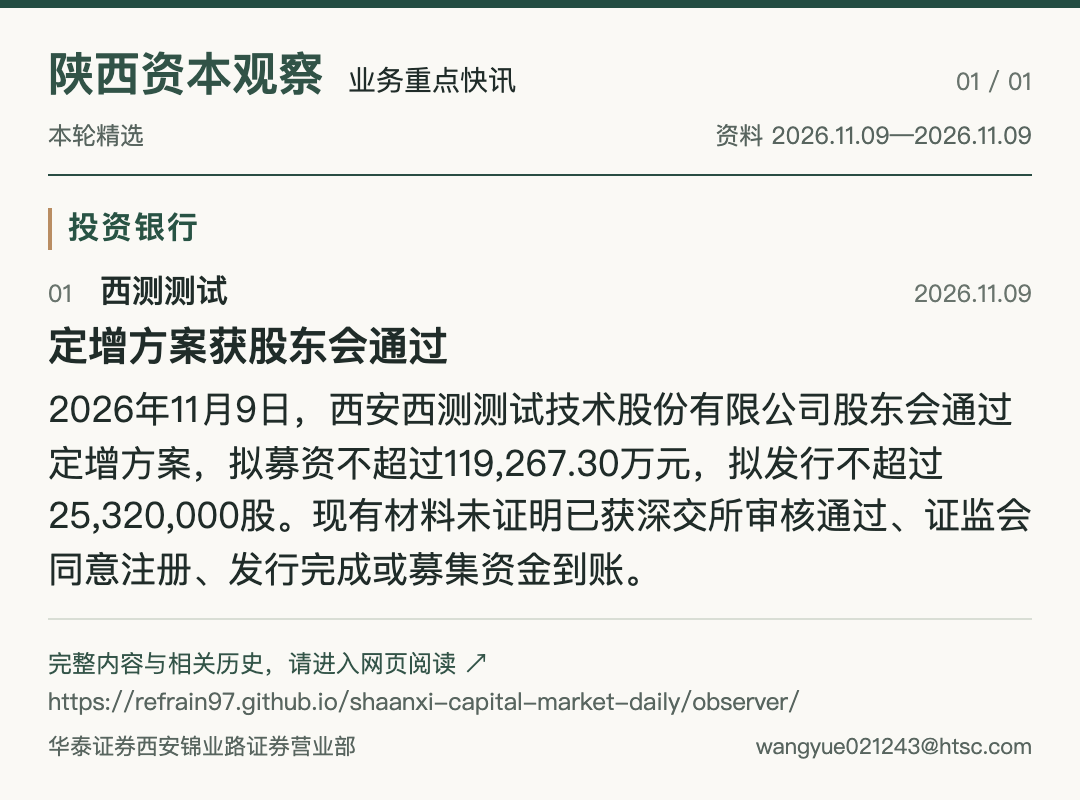 陕西资本观察 业务重点快讯 01 / 01
本轮精选 资料 2026.11.09—2026.11.09
投资银行
01 西测测试 2026.11.09
定增方案获股东会通过
2026年11月9日，西安西测测试技术股份有限公司股东会通过
定增方案，拟募资不超过119,267.30万元，拟发行不超过
25,320,000股。现有材料未证明已获深交所审核通过、证监会
同意注册、发行完成或募集资金到账。
完整内容与相关历史，请进入网页阅读 ↗
https://refrain97.github.io/shaanxi-capital-market-daily/observer/
华泰证券西安锦业路证券营业部 wangyue021243@htsc.com